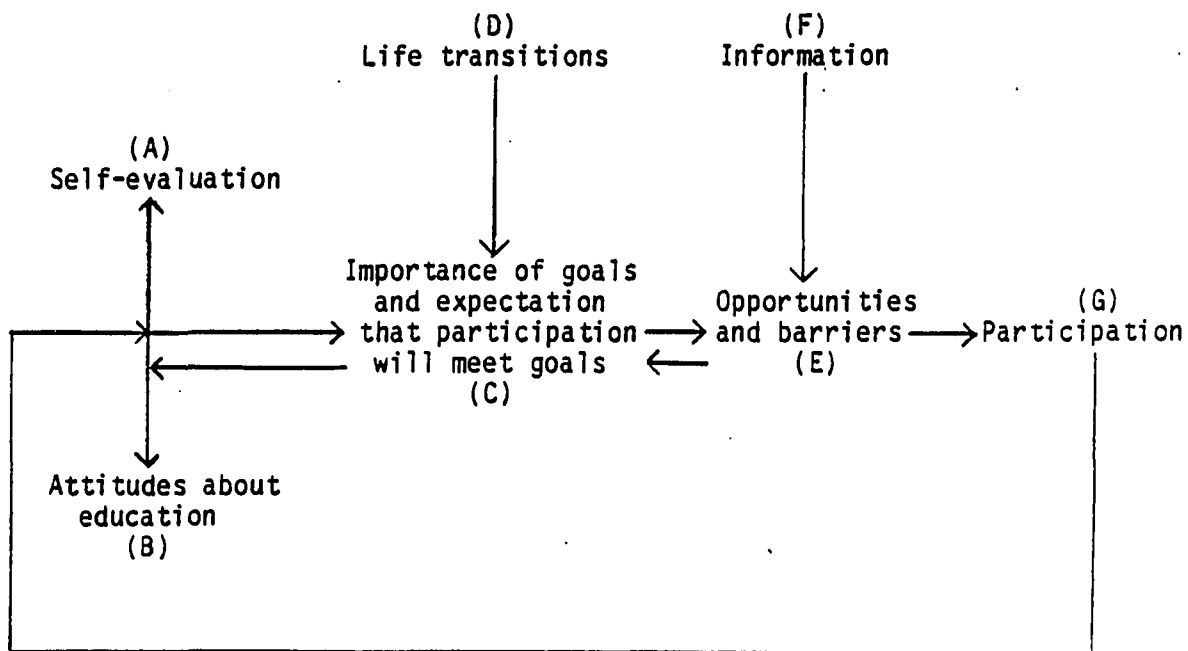 (D)
Life transitions
(F)
Information
(A)
Self-evaluation
Importance of goals
and expectation
that participation
will meet goals
(C)
Opportunities
and barriers
(E)
(G)
Participation
Attitudes about
education
(B)